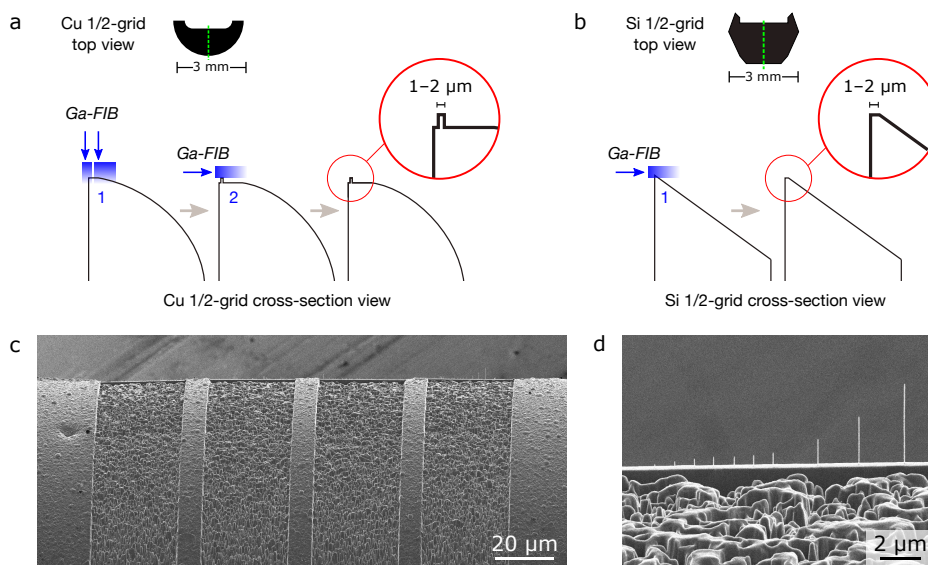 a
Cu 1/2-grid
top view
3 mm
Ga-FIB
1
Ga-FIB
2
1–2 µm
Cu 1/2-grid cross-section view
b
Si 1/2-grid
top view
3 mm
Ga-FIB
1
1–2 µm
Si 1/2-grid cross-section view
c
20 µm
d
2 µm